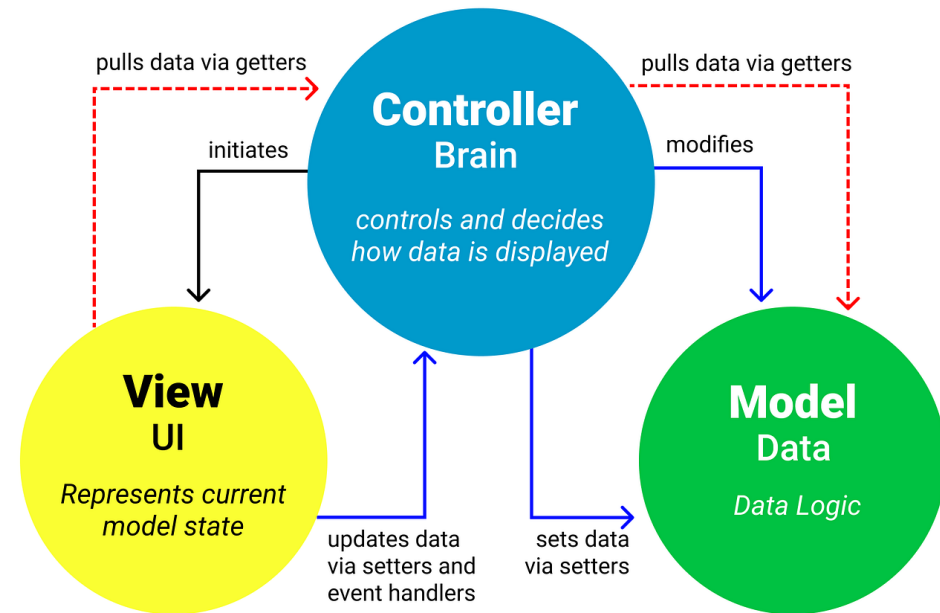 pulls data via getters
pulls data via getters
Controller
Brain
controls and decides
how data is displayed
initiates
modifies
View
UI
Represents current
model state
Model
Data
Data Logic
updates data
via setters and
event handlers
sets data
via setters